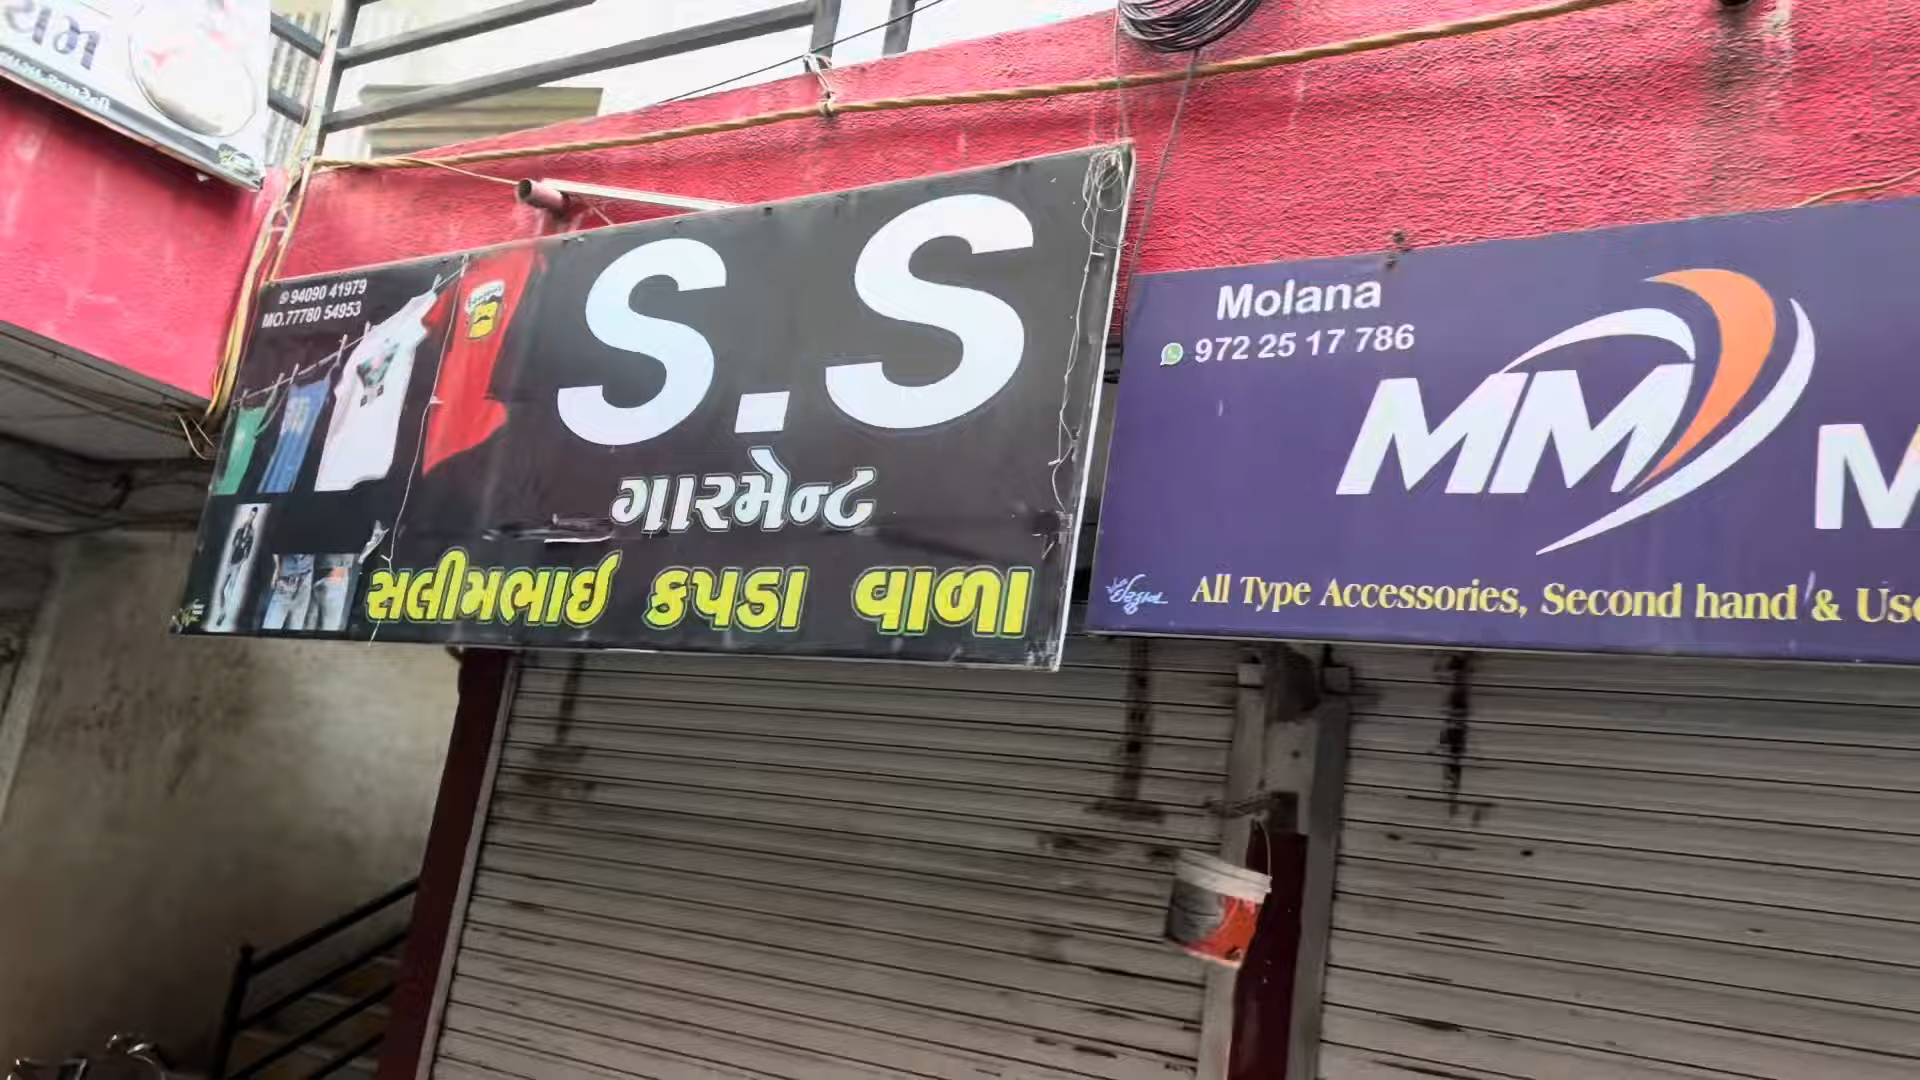 94090 41979
MO.77780 54953
S.S
ગારમેન્ટ
સલીમભાઈ કપડા વાળા
Molana
972 25 17 786
MM
M
All Type Accessories, Second hand & Use